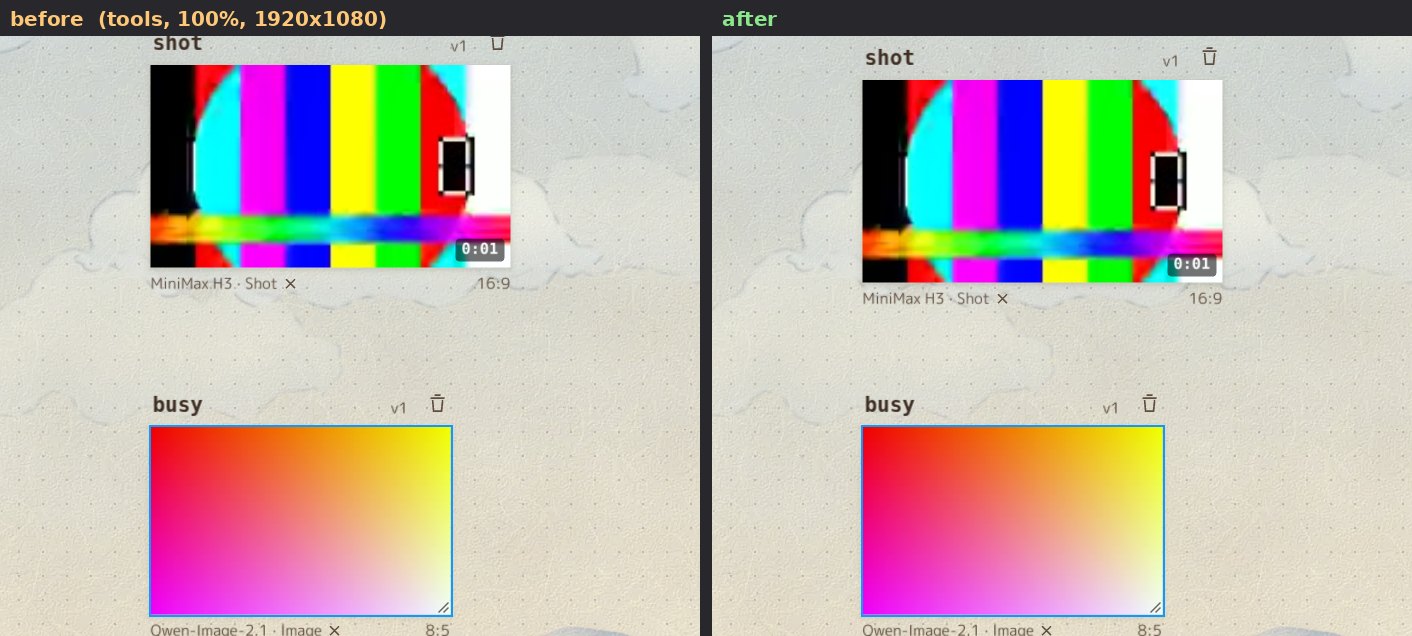 before (tools, 100%, 1920x1080)
after
shot
v1
0:01
MiniMax H3 · Shot ×
16:9
busy
v1
Qwen-Image-2.1 · Image ×
8:5
shot
v1
0:01
MiniMax H3 · Shot ×
16:9
busy
v1
Qwen-Image-2.1 · Image ×
8:5